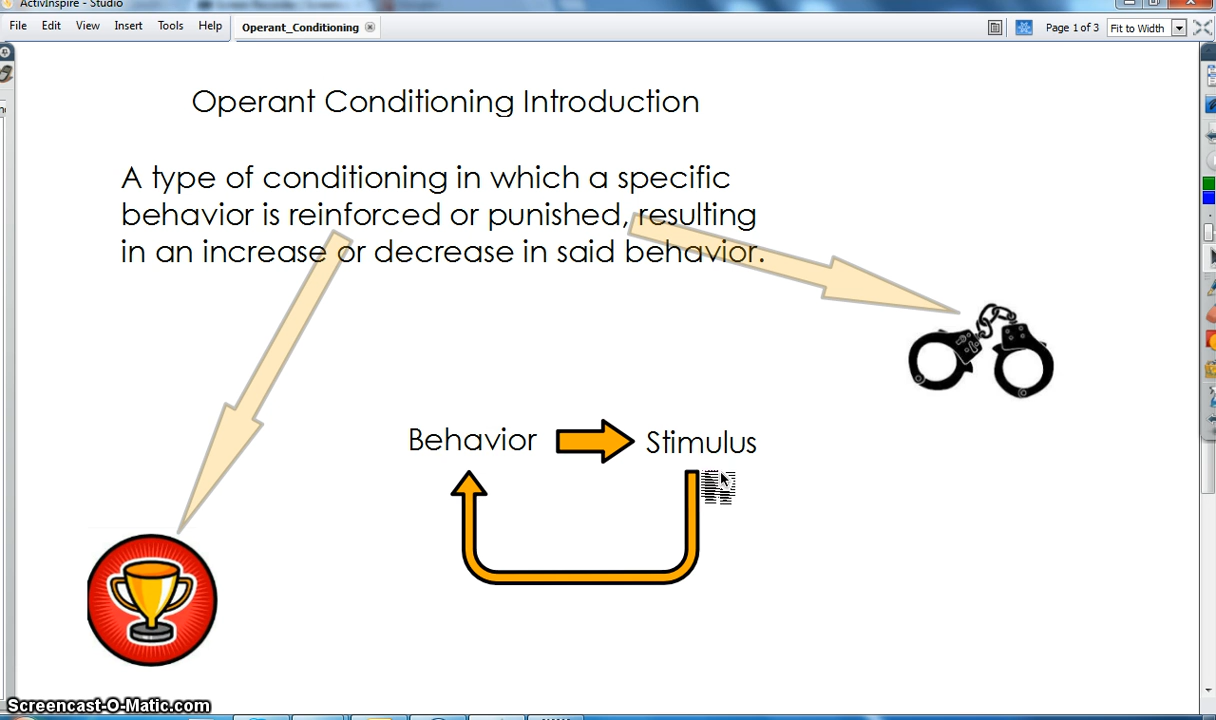 ActivInspire - Studio
File Edit View Insert Tools Help Operant_Conditioning Page 1 of 3 Fit to Width
Operant Conditioning Introduction
A type of conditioning in which a specific
behavior is reinforced or punished, resulting
in an increase or decrease in said behavior.
Behavior Stimulus
Screencast-O-Matic.com